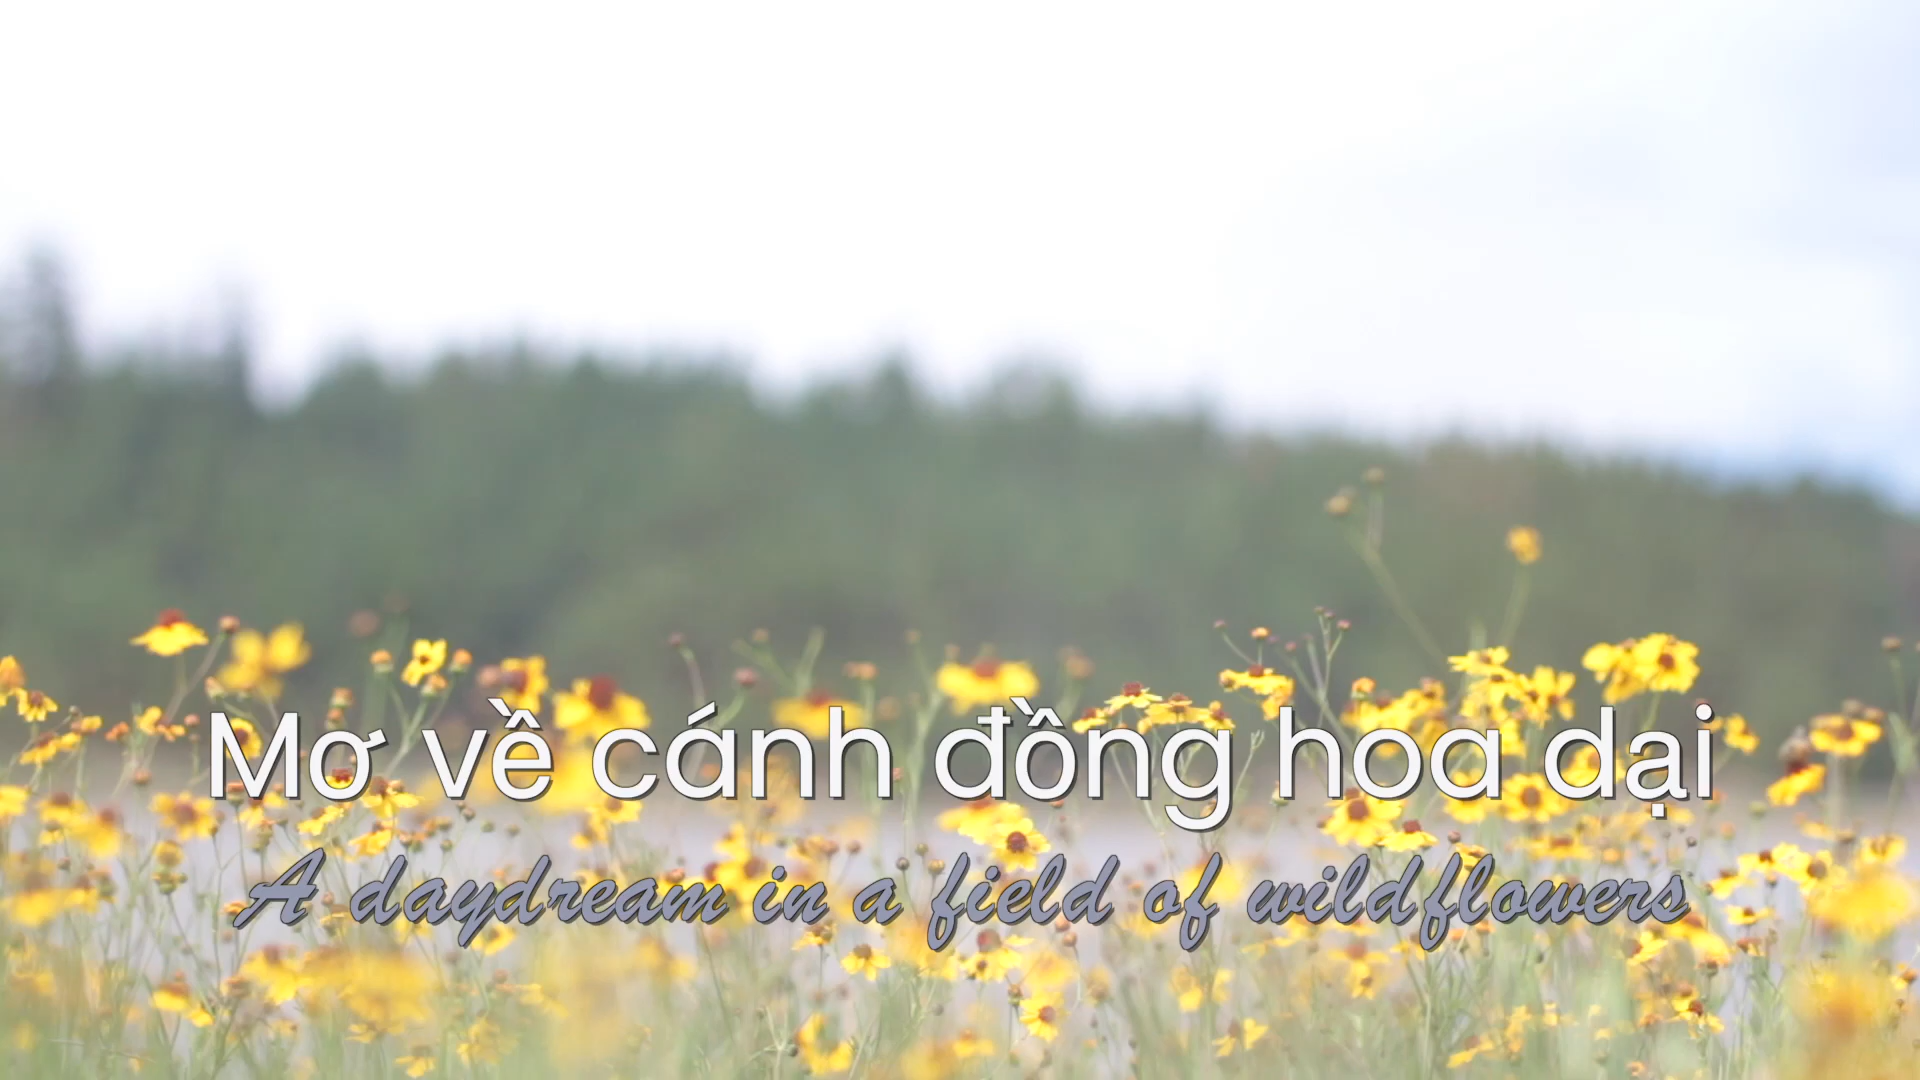 Mơ về cánh đồng hoa dại
A daydream in a field of wildflowers